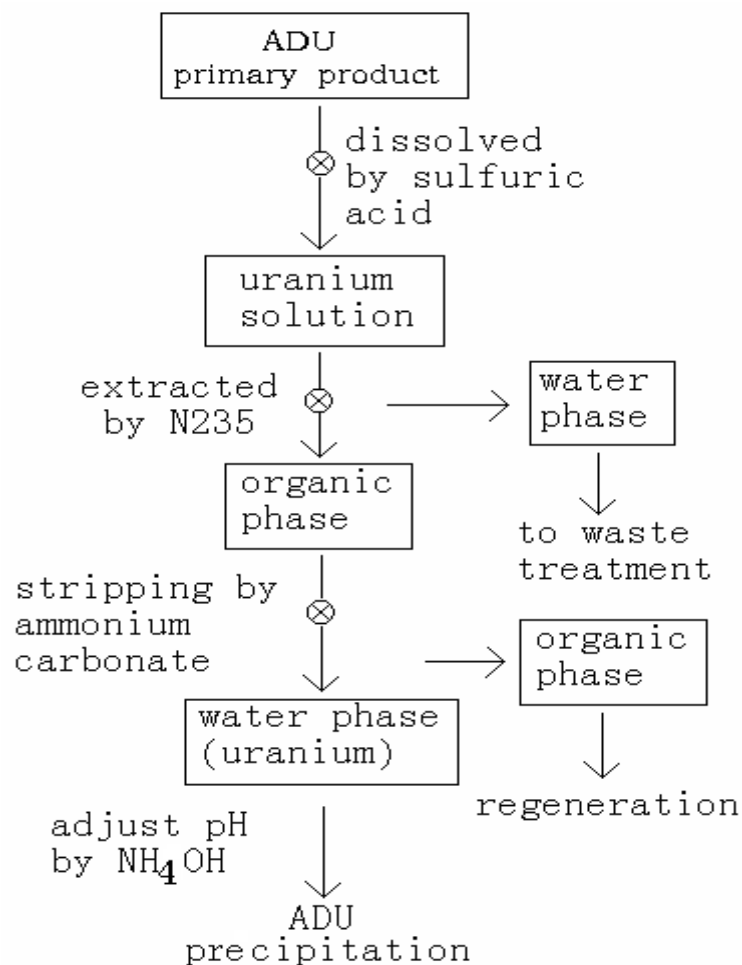 ADU
primary product
dissolved
by sulfuric
acid
uranium
solution
extracted
by N235
water
phase
organic
phase
to waste
treatment
stripping by
ammonium
carbonate
organic
phase
water phase
(uranium)
regeneration
adjust pH
by NH4OH
ADU
precipitation